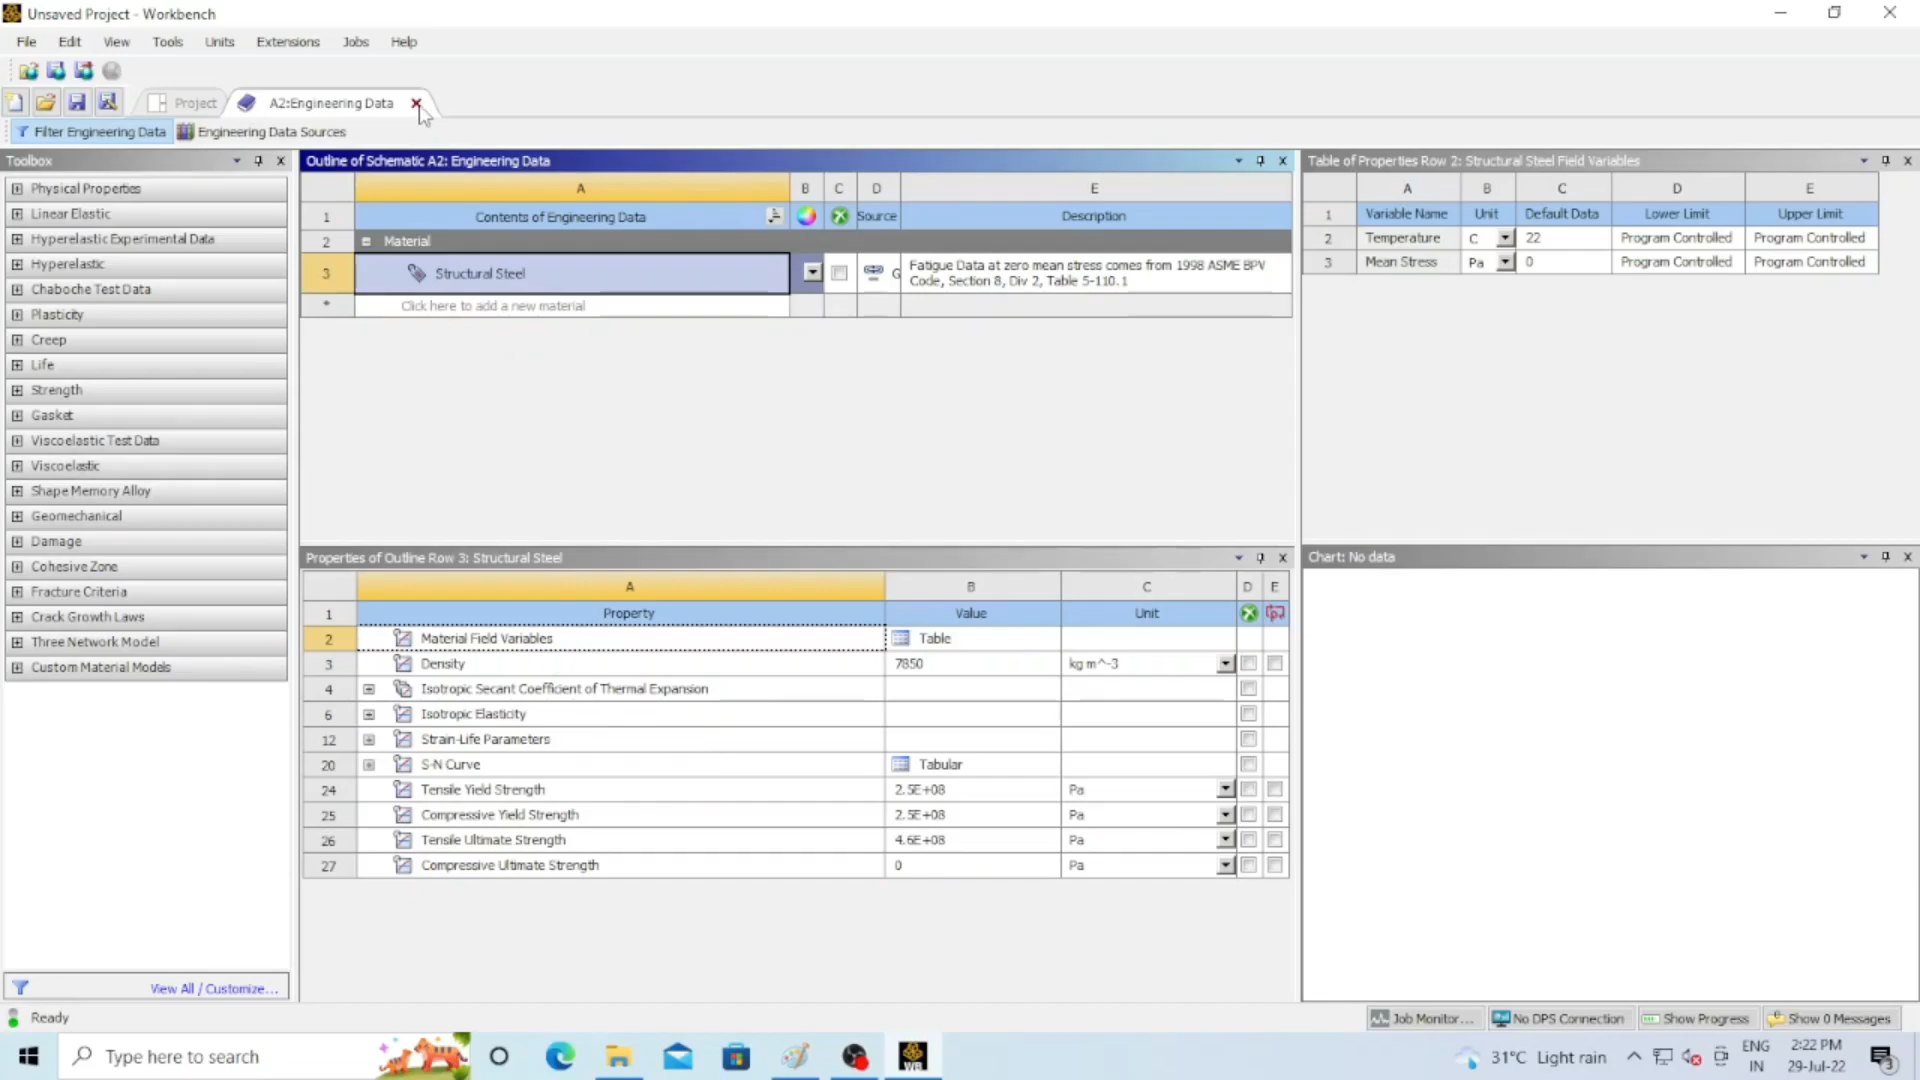 Unsaved Project - Workbench
File Edit View Tools Units Extensions Jobs Help
Project A2:Engineering Data
Filter Engineering Data Engineering Data Sources
Toolbox
Physical Properties
Linear Elastic
Hyperelastic Experimental Data
Hyperelastic
Chaboche Test Data
Plasticity
Creep
Life
Strength
Gasket
Viscoelastic Test Data
Viscoelastic
Shape Memory Alloy
Geomechanical
Damage
Cohesive Zone
Fracture Criteria
Crack Growth Laws
Three Network Model
Custom Material Models
View All / Customize...
Outline of Schematic A2: Engineering Data
A B C D E
1 Contents of Engineering Data Source Description
2 Material
3 Structural Steel G Fatigue Data at zero mean stress comes from 1998 ASME BPV
Code, Section 8, Div 2, Table 5-110.1
* Click here to add a new material
Properties of Outline Row 3: Structural Steel
A B C D E
1 Property Value Unit
2 Material Field Variables Table
3 Density 7850 kg m^-3
4 Isotropic Secant Coefficient of Thermal Expansion
6 Isotropic Elasticity
12 Strain-Life Parameters
20 S-N Curve Tabular
24 Tensile Yield Strength 2.5E+08 Pa
25 Compressive Yield Strength 2.5E+08 Pa
26 Tensile Ultimate Strength 4.6E+08 Pa
27 Compressive Ultimate Strength 0 Pa
Table of Properties Row 2: Structural Steel Field Variables
A B C D E
1 Variable Name Unit Default Data Lower Limit Upper Limit
2 Temperature C 22 Program Controlled Program Controlled
3 Mean Stress Pa 0 Program Controlled Program Controlled
Chart: No data
Ready Job Monitor... No DPS Connection Show Progress Show 0 Messages
Type here to search WB 31°C Light rain ENG 2:22 PM
IN 29-Jul-22 3